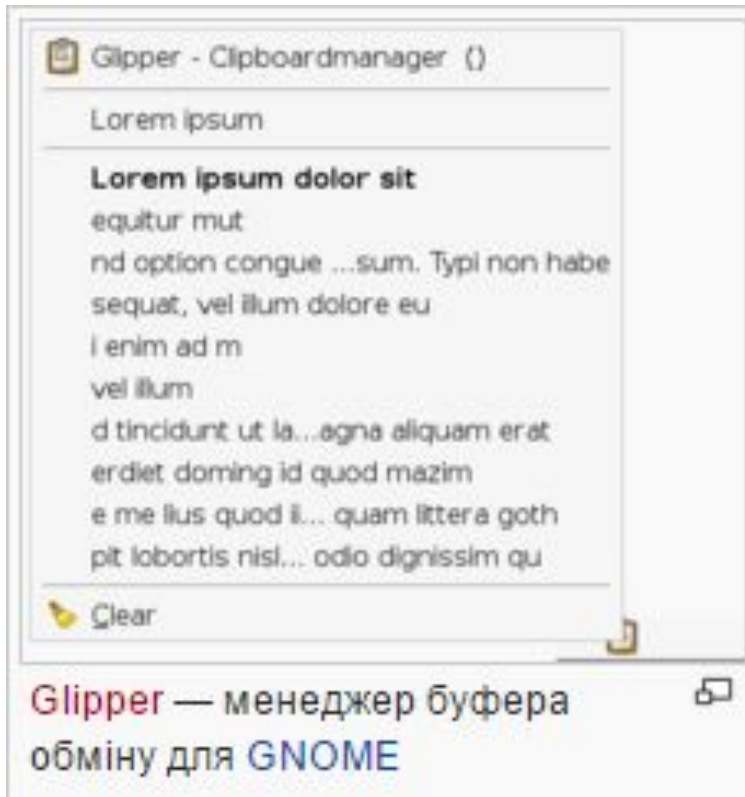 Glipper - Clipboardmanager ()
Lorem ipsum
Lorem ipsum dolor sit
equitur mut
nd option congue ...sum. Typi non habe
sequat, vel illum dolore eu
i enim ad m
vel illum
d tincidunt ut la...agna aliquam erat
erdiet doming id quod mazim
e me lius quod ii... quam littera goth
pit lobortis nisl... odio dignissim qu
Clear
Glipper — менеджер буфера
обміну для GNOME